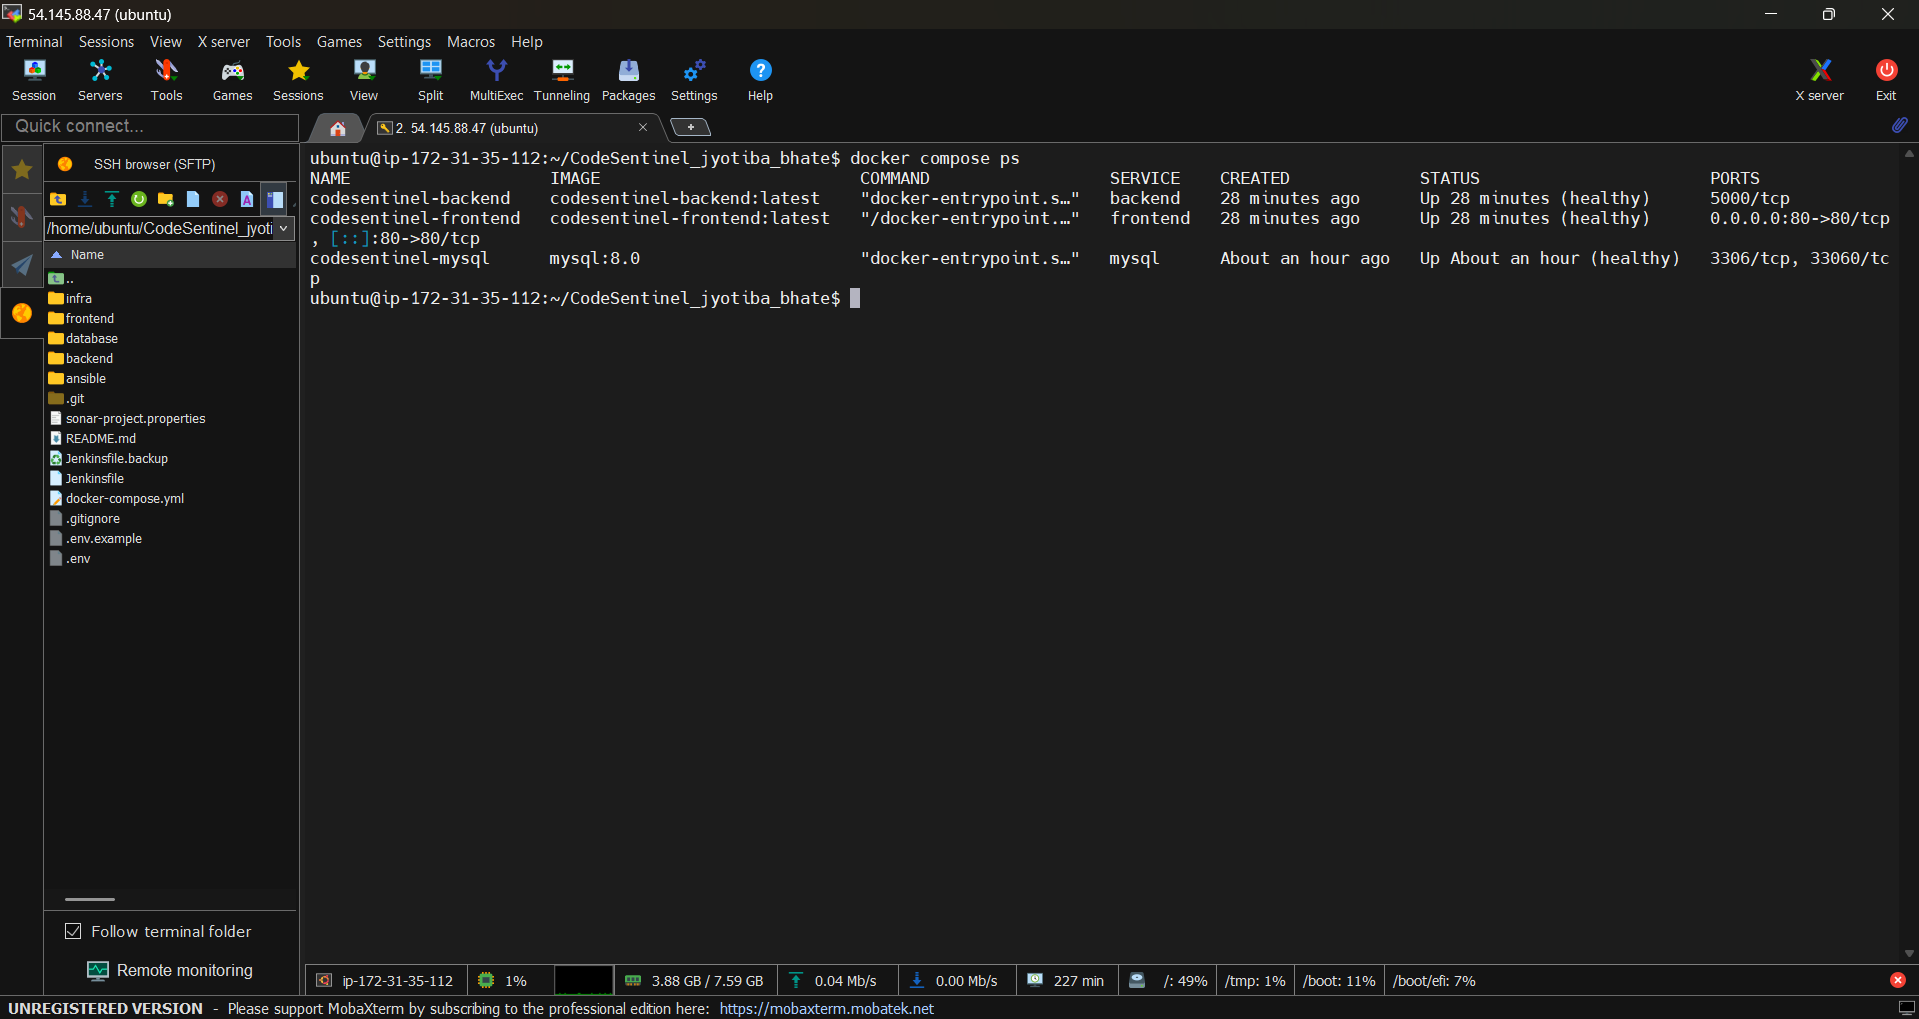 54.145.88.47 (ubuntu)
Terminal Sessions View X server Tools Games Settings Macros Help
Session Servers Tools Games Sessions View Split MultiExec Tunneling Packages Settings Help X server Exit
Quick connect...
2. 54.145.88.47 (ubuntu)
SSH browser (SFTP)
/home/ubuntu/CodeSentinel_jyoti
Name
..
infra
frontend
database
backend
ansible
.git
sonar-project.properties
README.md
Jenkinsfile.backup
Jenkinsfile
docker-compose.yml
.gitignore
.env.example
.env
Follow terminal folder
Remote monitoring
ubuntu@ip-172-31-35-112:~/CodeSentinel_jyotiba_bhate$ docker compose ps
NAME IMAGE COMMAND SERVICE CREATED STATUS PORTS
codesentinel-backend codesentinel-backend:latest "docker-entrypoint.s…" backend 28 minutes ago Up 28 minutes (healthy) 5000/tcp
codesentinel-frontend codesentinel-frontend:latest "/docker-entrypoint.…" frontend 28 minutes ago Up 28 minutes (healthy) 0.0.0.0:80->80/tcp
, [::]:80->80/tcp
codesentinel-mysql mysql:8.0 "docker-entrypoint.s…" mysql About an hour ago Up About an hour (healthy) 3306/tcp, 33060/tc
p
ubuntu@ip-172-31-35-112:~/CodeSentinel_jyotiba_bhate$
ip-172-31-35-112 1% 3.88 GB / 7.59 GB 0.04 Mb/s 0.00 Mb/s 227 min /: 49% /tmp: 1% /boot: 11% /boot/efi: 7%
UNREGISTERED VERSION - Please support MobaXterm by subscribing to the professional edition here: https://mobaxterm.mobatek.net